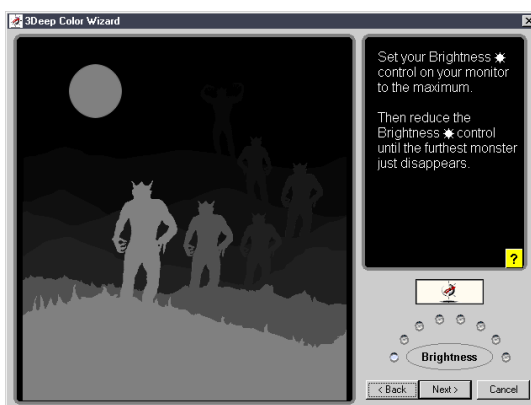 3Deep Color Wizard
Set your Brightness
control on your monitor
to the maximum.
Then reduce the
Brightness control
until the furthest monster
just disappears.
?
Brightness
< Back
Next >
Cancel